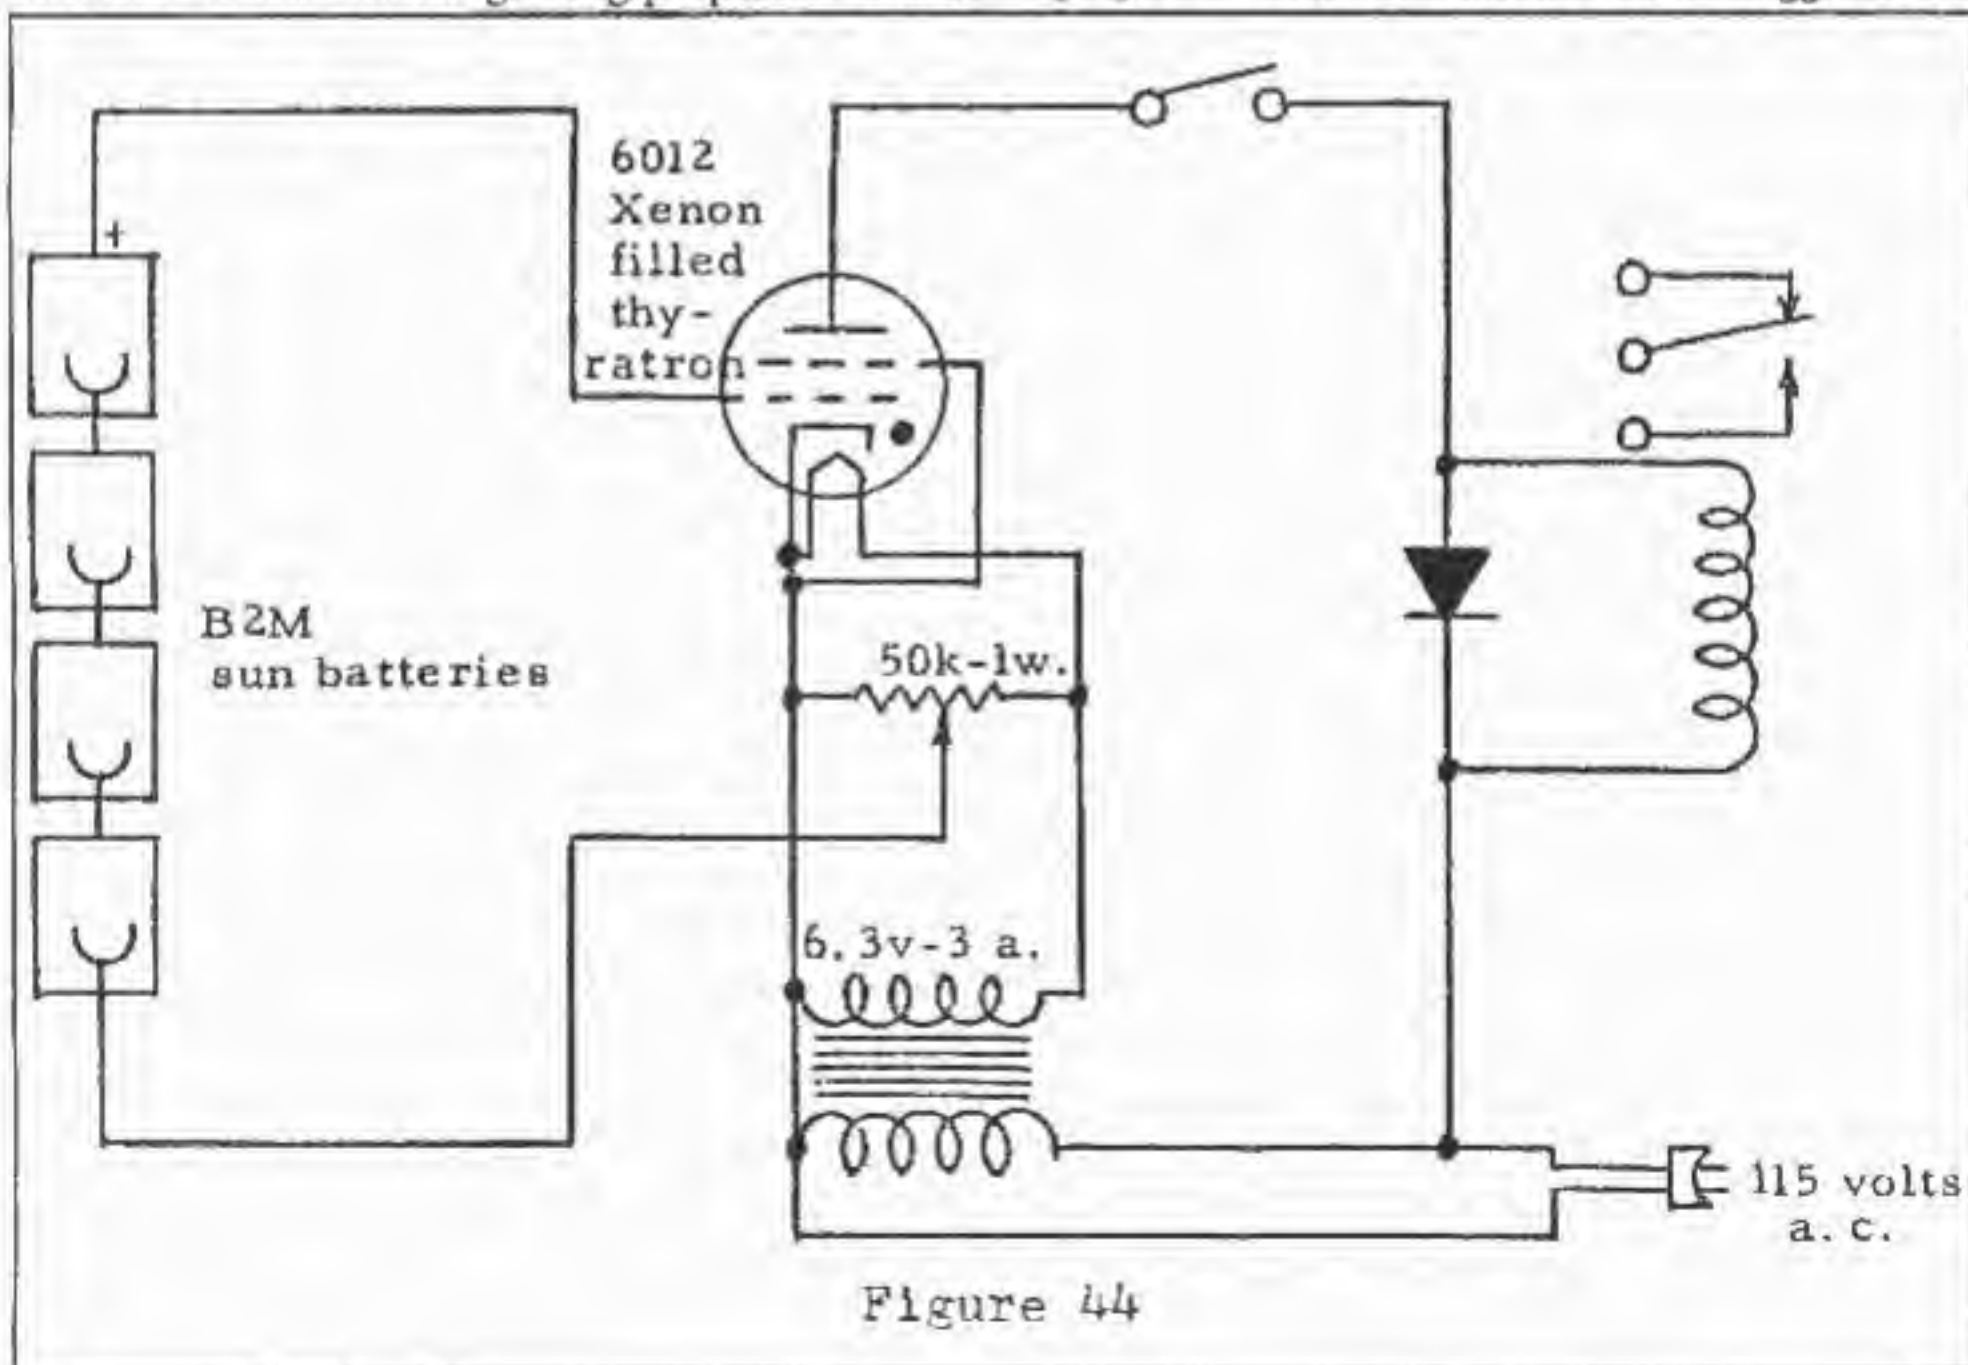 6012
Xenon
filled
thy-
ratron
+
B2M
sun batteries
50k-1w.
6.3v-3 a.
115 volts
a. c.
Figure 44